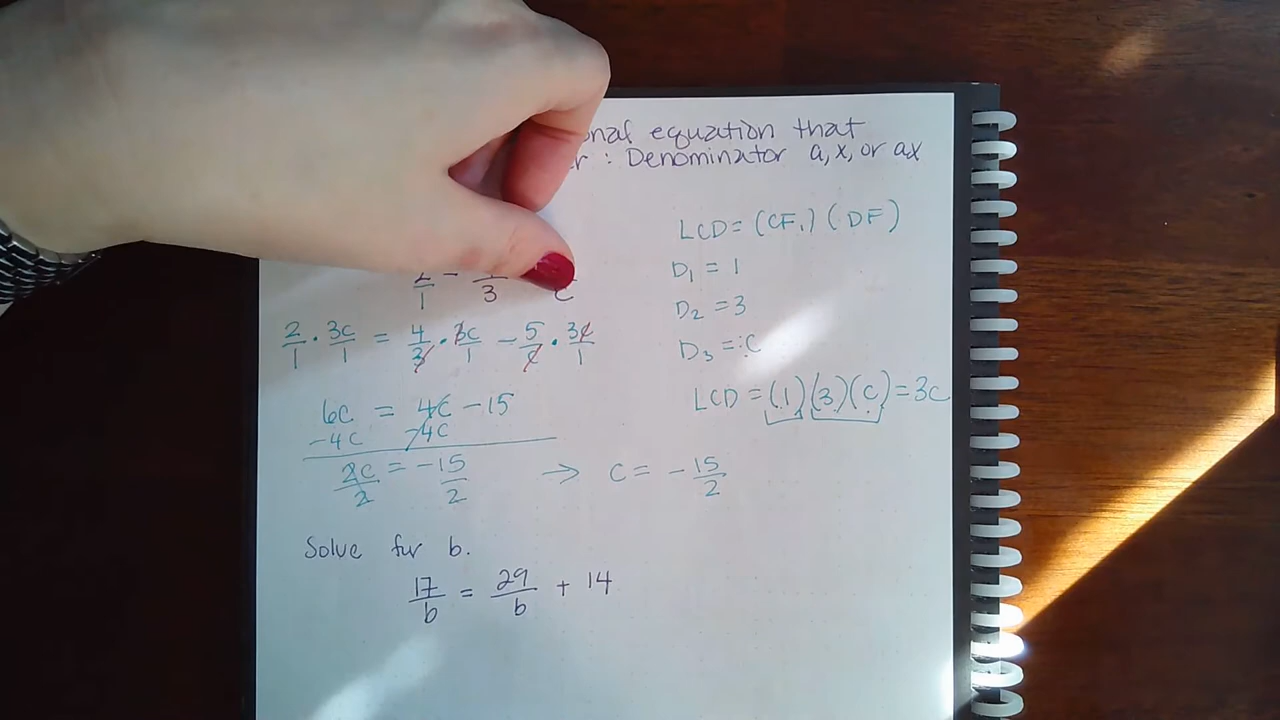 equation that
: Denominator a, x, or ax
LCD = (CF,) (DF)
D₁ = 1
D₂ = 3
D₃ = C
LCD = (1)(3)(C) = 3C
1 3 C
2/1 · 3C/1 = 4/3 · 3C/1 - 5/C · 3C/1
6C = 4C - 15
-4C -4C
2C/2 = -15/2 → C = -15/2
Solve for b.
17/b = 29/b + 14